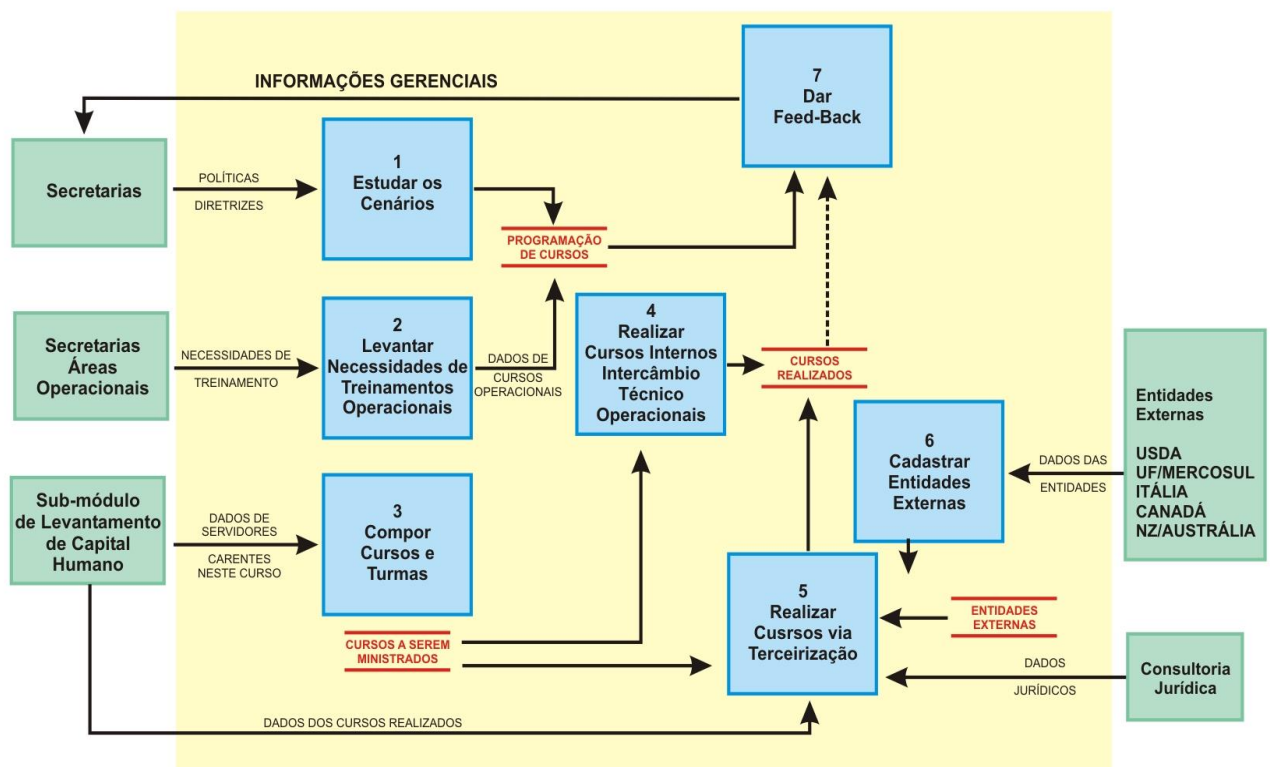 INFORMAÇÕES GERENCIAIS
7
Dar
Feed-Back
Secretarias
POLÍTICAS
DIRETRIZES
1
Estudar os
Cenários
PROGRAMAÇÃO
DE CURSOS
Secretarias
Áreas
Operacionais
NECESSIDADES DE
TREINAMENTO
2
Levantar
Necessidades de
Treinamentos
Operacionais
DADOS DE
CURSOS
OPERACIONAIS
4
Realizar
Cursos Internos
Intercâmbio
Técnico
Operacionais
CURSOS
REALIZADOS
6
Cadastrar
Entidades
Externas
DADOS DAS
ENTIDADES
Entidades
Externas
USDA
UF/MERCOSUL
ITÁLIA
CANADÁ
NZ/AUSTRÁLIA
Sub-módulo
de Levantamento
de Capital
Humano
DADOS DE
SERVIDORES
CARENTES
NESTE CURSO
3
Compor
Cursos e
Turmas
CURSOS A SEREM
MINISTRADOS
5
Realizar
Cusrsos via
Terceirização
ENTIDADES
EXTERNAS
DADOS
JURÍDICOS
Consultoria
Jurídica
DADOS DOS CURSOS REALIZADOS